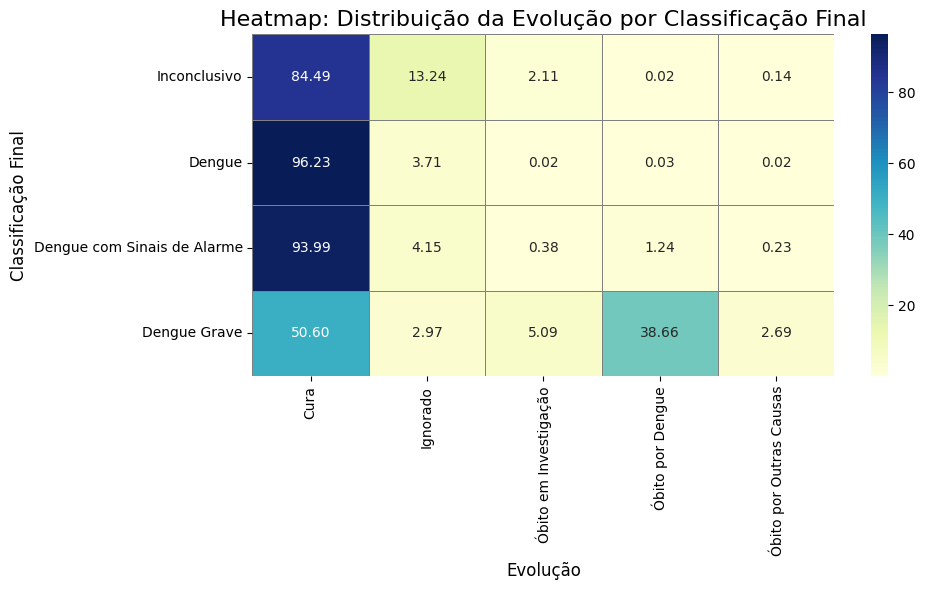 Heatmap: Distribuição da Evolução por Classificação Final
Classificação Final
Inconclusivo 84.49 13.24 2.11 0.02 0.14
Dengue 96.23 3.71 0.02 0.03 0.02
Dengue com Sinais de Alarme 93.99 4.15 0.38 1.24 0.23
Dengue Grave 50.60 2.97 5.09 38.66 2.69
Cura
Ignorado
Óbito em Investigação
Óbito por Dengue
Óbito por Outras Causas
Evolução
80
60
40
20